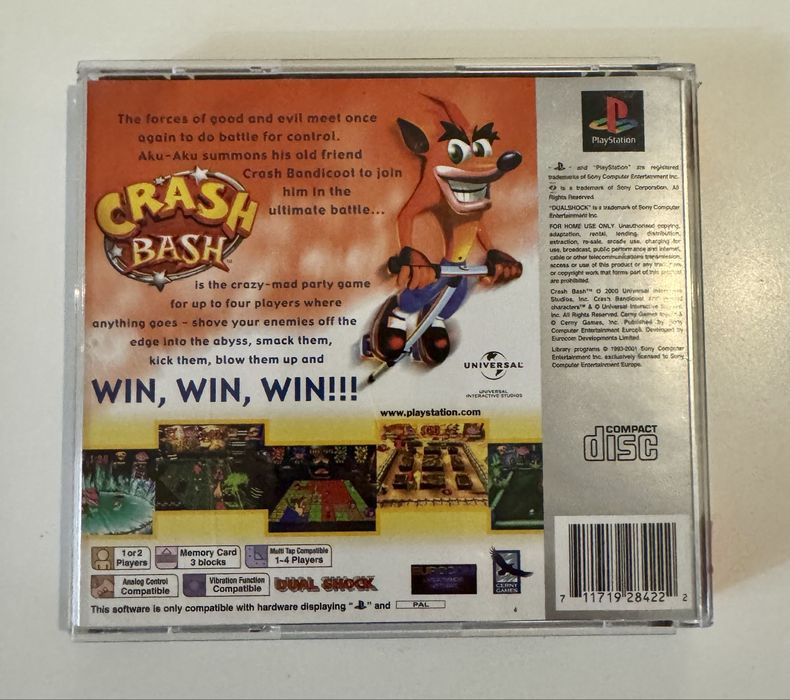 The forces of good and evil meet once
again to do battle for control.
Aku-Aku summons his old friend
Crash Bandicoot to join
him in the
ultimate battle...
CRASH
BASH
TM
is the crazy-mad party game
for up to four players where
anything goes - shove your enemies off the
edge into the abyss, smack them,
kick them, blow them up and
WIN, WIN, WIN!!!
UNIVERSAL
UNIVERSAL
INTERACTIVE STUDIOS
www.playstation.com
1 or 2
Players
Memory Card
3 blocks
Multi Tap Compatible
1-4 Players
Analog Control
Compatible
Vibration Function
Compatible
DUAL SHOCK
EUROCOM
CERNY
GAMES
This software is only compatible with hardware displaying " " and PAL
PlayStation
and "PlayStation" are registered
trademarks of Sony Computer Entertainment Inc.
is a trademark of Sony Corporation. All
Rights Reserved.
"DUALSHOCK" is a trademark of Sony Computer
Entertainment Inc.
FOR HOME USE ONLY Unauthorised copying,
adaptation, rental, lending, distribution,
extraction, re-sale, arcade use, charging for
use, broadcast, public performance and internet,
cable or other telecommunications transmission,
access or use of this product or any
or copyright work that forms part of this product
are prohibited.
Crash Bash™ © 2000 Universal Interactive
Studios, Inc. Crash Bandicoot and
characters™ & © Universal Interactive
Inc. All Rights Reserved. Cerny Games
© Cerny Games, Inc. Published by Sony
Computer Entertainment Europe. Developed by
Eurocom Developments Limited.
Library programs © 1993-2001 Sony Computer
Entertainment Inc. exclusively licensed to Sony
Computer Entertainment Europe.
COMPACT
disc
7 11719 28422 2